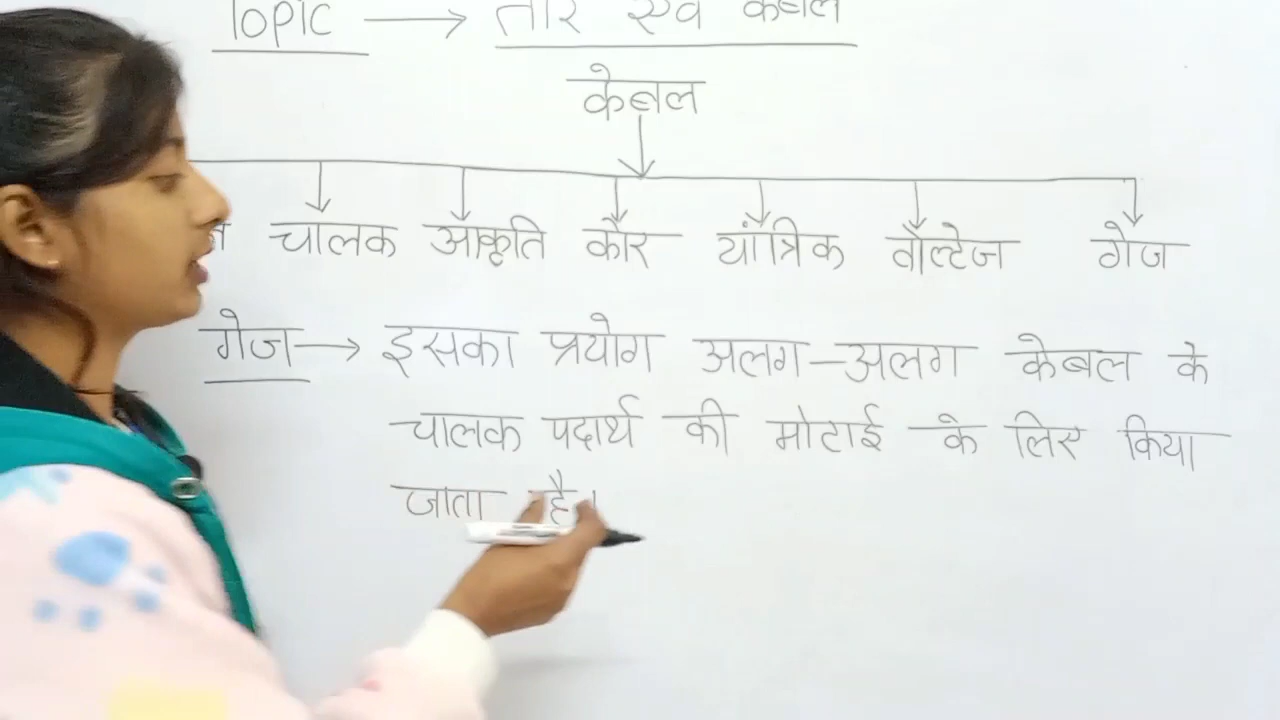 Topic → तार एवं केबल
केबल
चालक आकृति कोर यांत्रिक वोल्टेज गेज
गेज → इसका प्रयोग अलग-अलग केबल के
चालक पदार्थ की मोटाई के लिए किया
जाता है।